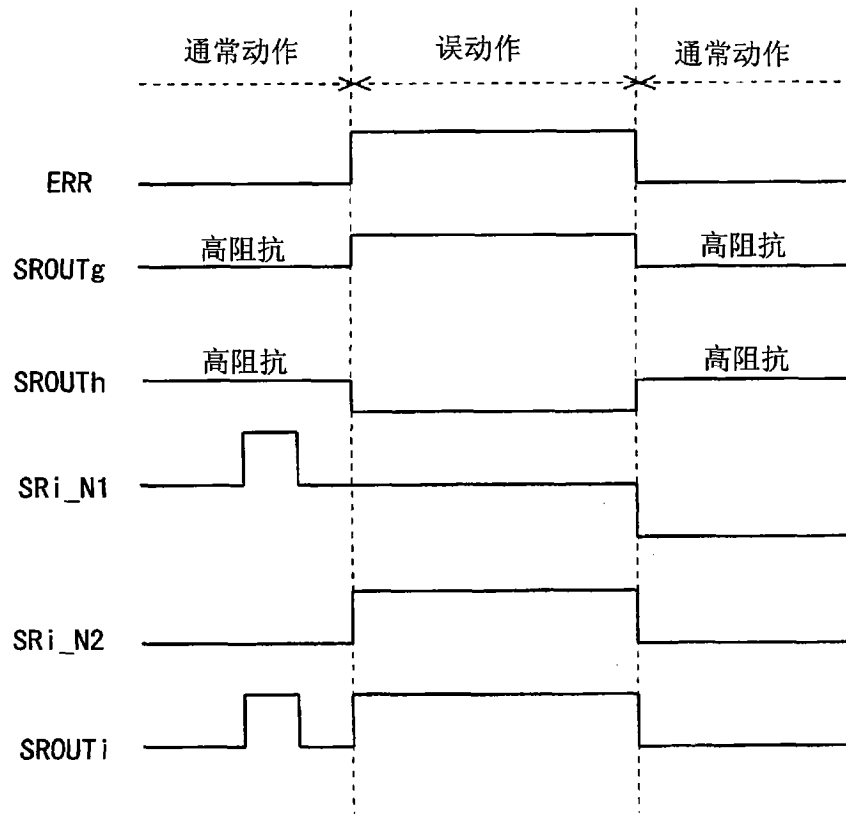 通常动作 误动作 通常动作
ERR
高阻抗 高阻抗
SROUTg
高阻抗 高阻抗
SROUTh
SRi_N1
SRi_N2
SROUTi